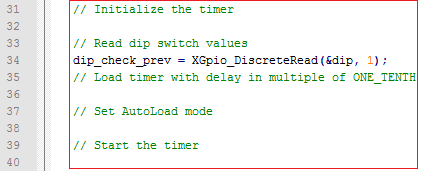 31 // Initialize the timer
32
33 // Read dip switch values
34 dip_check_prev = XGpio_DiscreteRead(&dip, 1);
35 // Load timer with delay in multiple of ONE_TENTH
36
37 // Set AutoLoad mode
38
39 // Start the timer
40